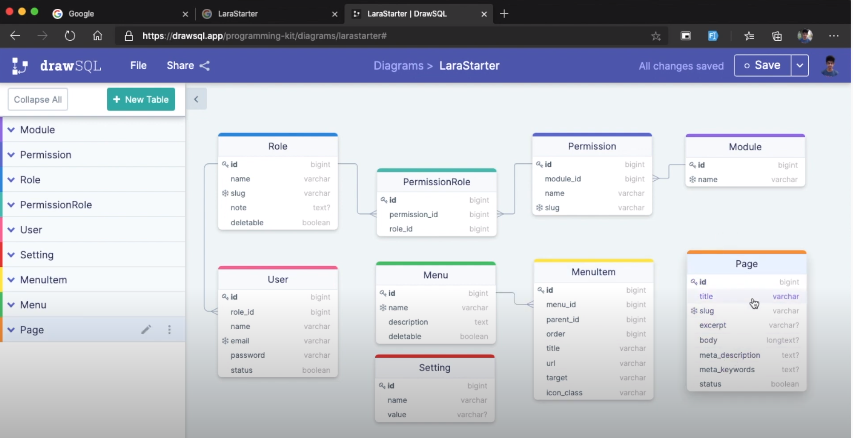 Google
LaraStarter
LaraStarter | DrawSQL
https://drawsql.app/programming-kit/diagrams/larastarter#
drawSQL
File
Share
Diagrams > LaraStarter
All changes saved
Save
Collapse All
+ New Table
Module
Permission
Role
PermissionRole
User
Setting
MenuItem
Menu
Page
Role
id bigint
name varchar
slug varchar
note text?
deletable boolean
PermissionRole
id bigint
permission_id bigint
role_id bigint
Permission
id bigint
module_id bigint
name varchar
slug varchar
Module
id bigint
name varchar
User
id bigint
role_id bigint
name varchar
email varchar
password varchar
status boolean
Menu
id bigint
name varchar
description text
deletable boolean
Setting
id bigint
name varchar
value varchar?
MenuItem
id bigint
menu_id bigint
parent_id bigint
order bigint
title varchar
url varchar
target varchar
icon_class varchar
Page
id bigint
title varchar
slug varchar
excerpt varchar?
body longtext?
meta_description text?
meta_keywords text?
status boolean